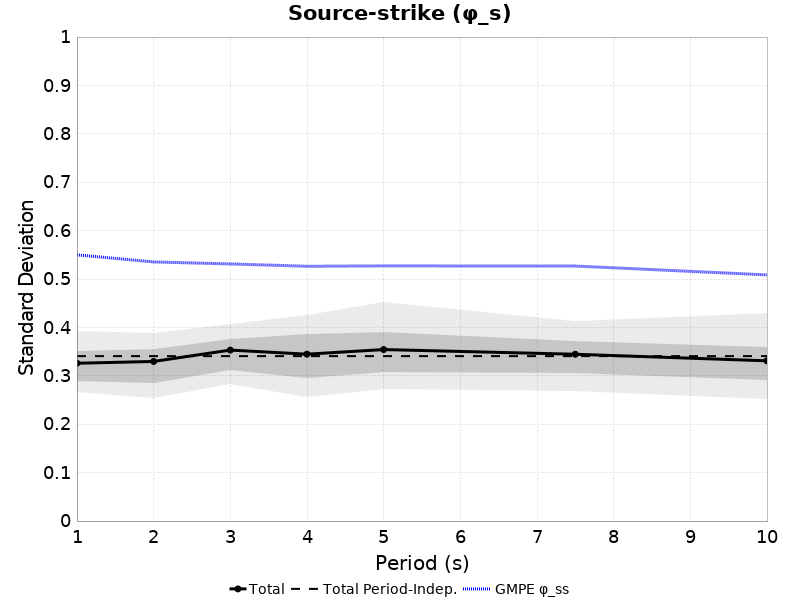 Source-strike (φ_s)
Standard Deviation
1
0.9
0.8
0.7
0.6
0.5
0.4
0.3
0.2
0.1
0
1 2 3 4 5 6 7 8 9 10
Period (s)
Total Total Period-Indep. GMPE φ_ss